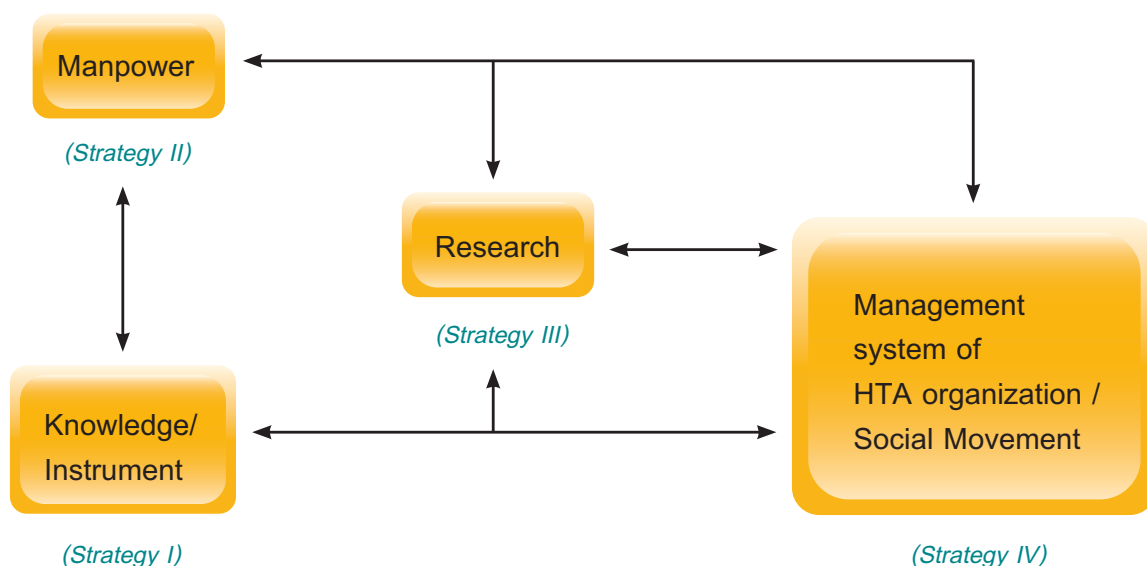 Manpower
(Strategy II)
Research
(Strategy III)
Knowledge/
Instrument
(Strategy I)
Management
system of
HTA organization /
Social Movement
(Strategy IV)